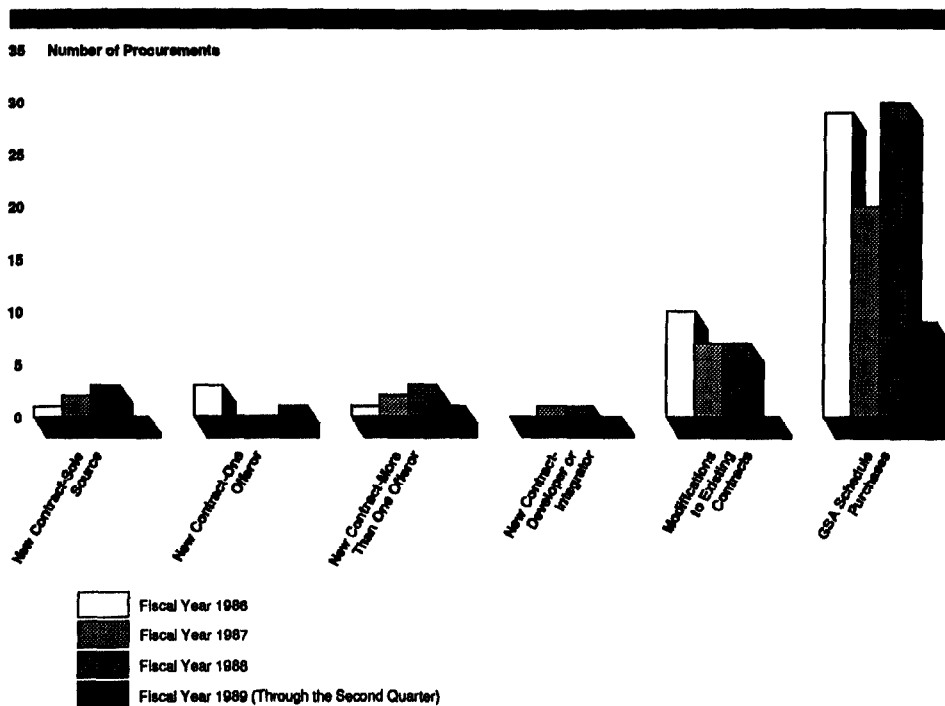 35 Number of Procurements
30
25
20
15
10
5
0
New Contract-Sole
Source
New Contract-One
Offeror
New Contract-More
Than One Offeror
New Contract-
Developer or
Integrator
Modifications
to Existing
Contracts
GSA Schedule
Purchases
Fiscal Year 1986
Fiscal Year 1987
Fiscal Year 1988
Fiscal Year 1989 (Through the Second Quarter)